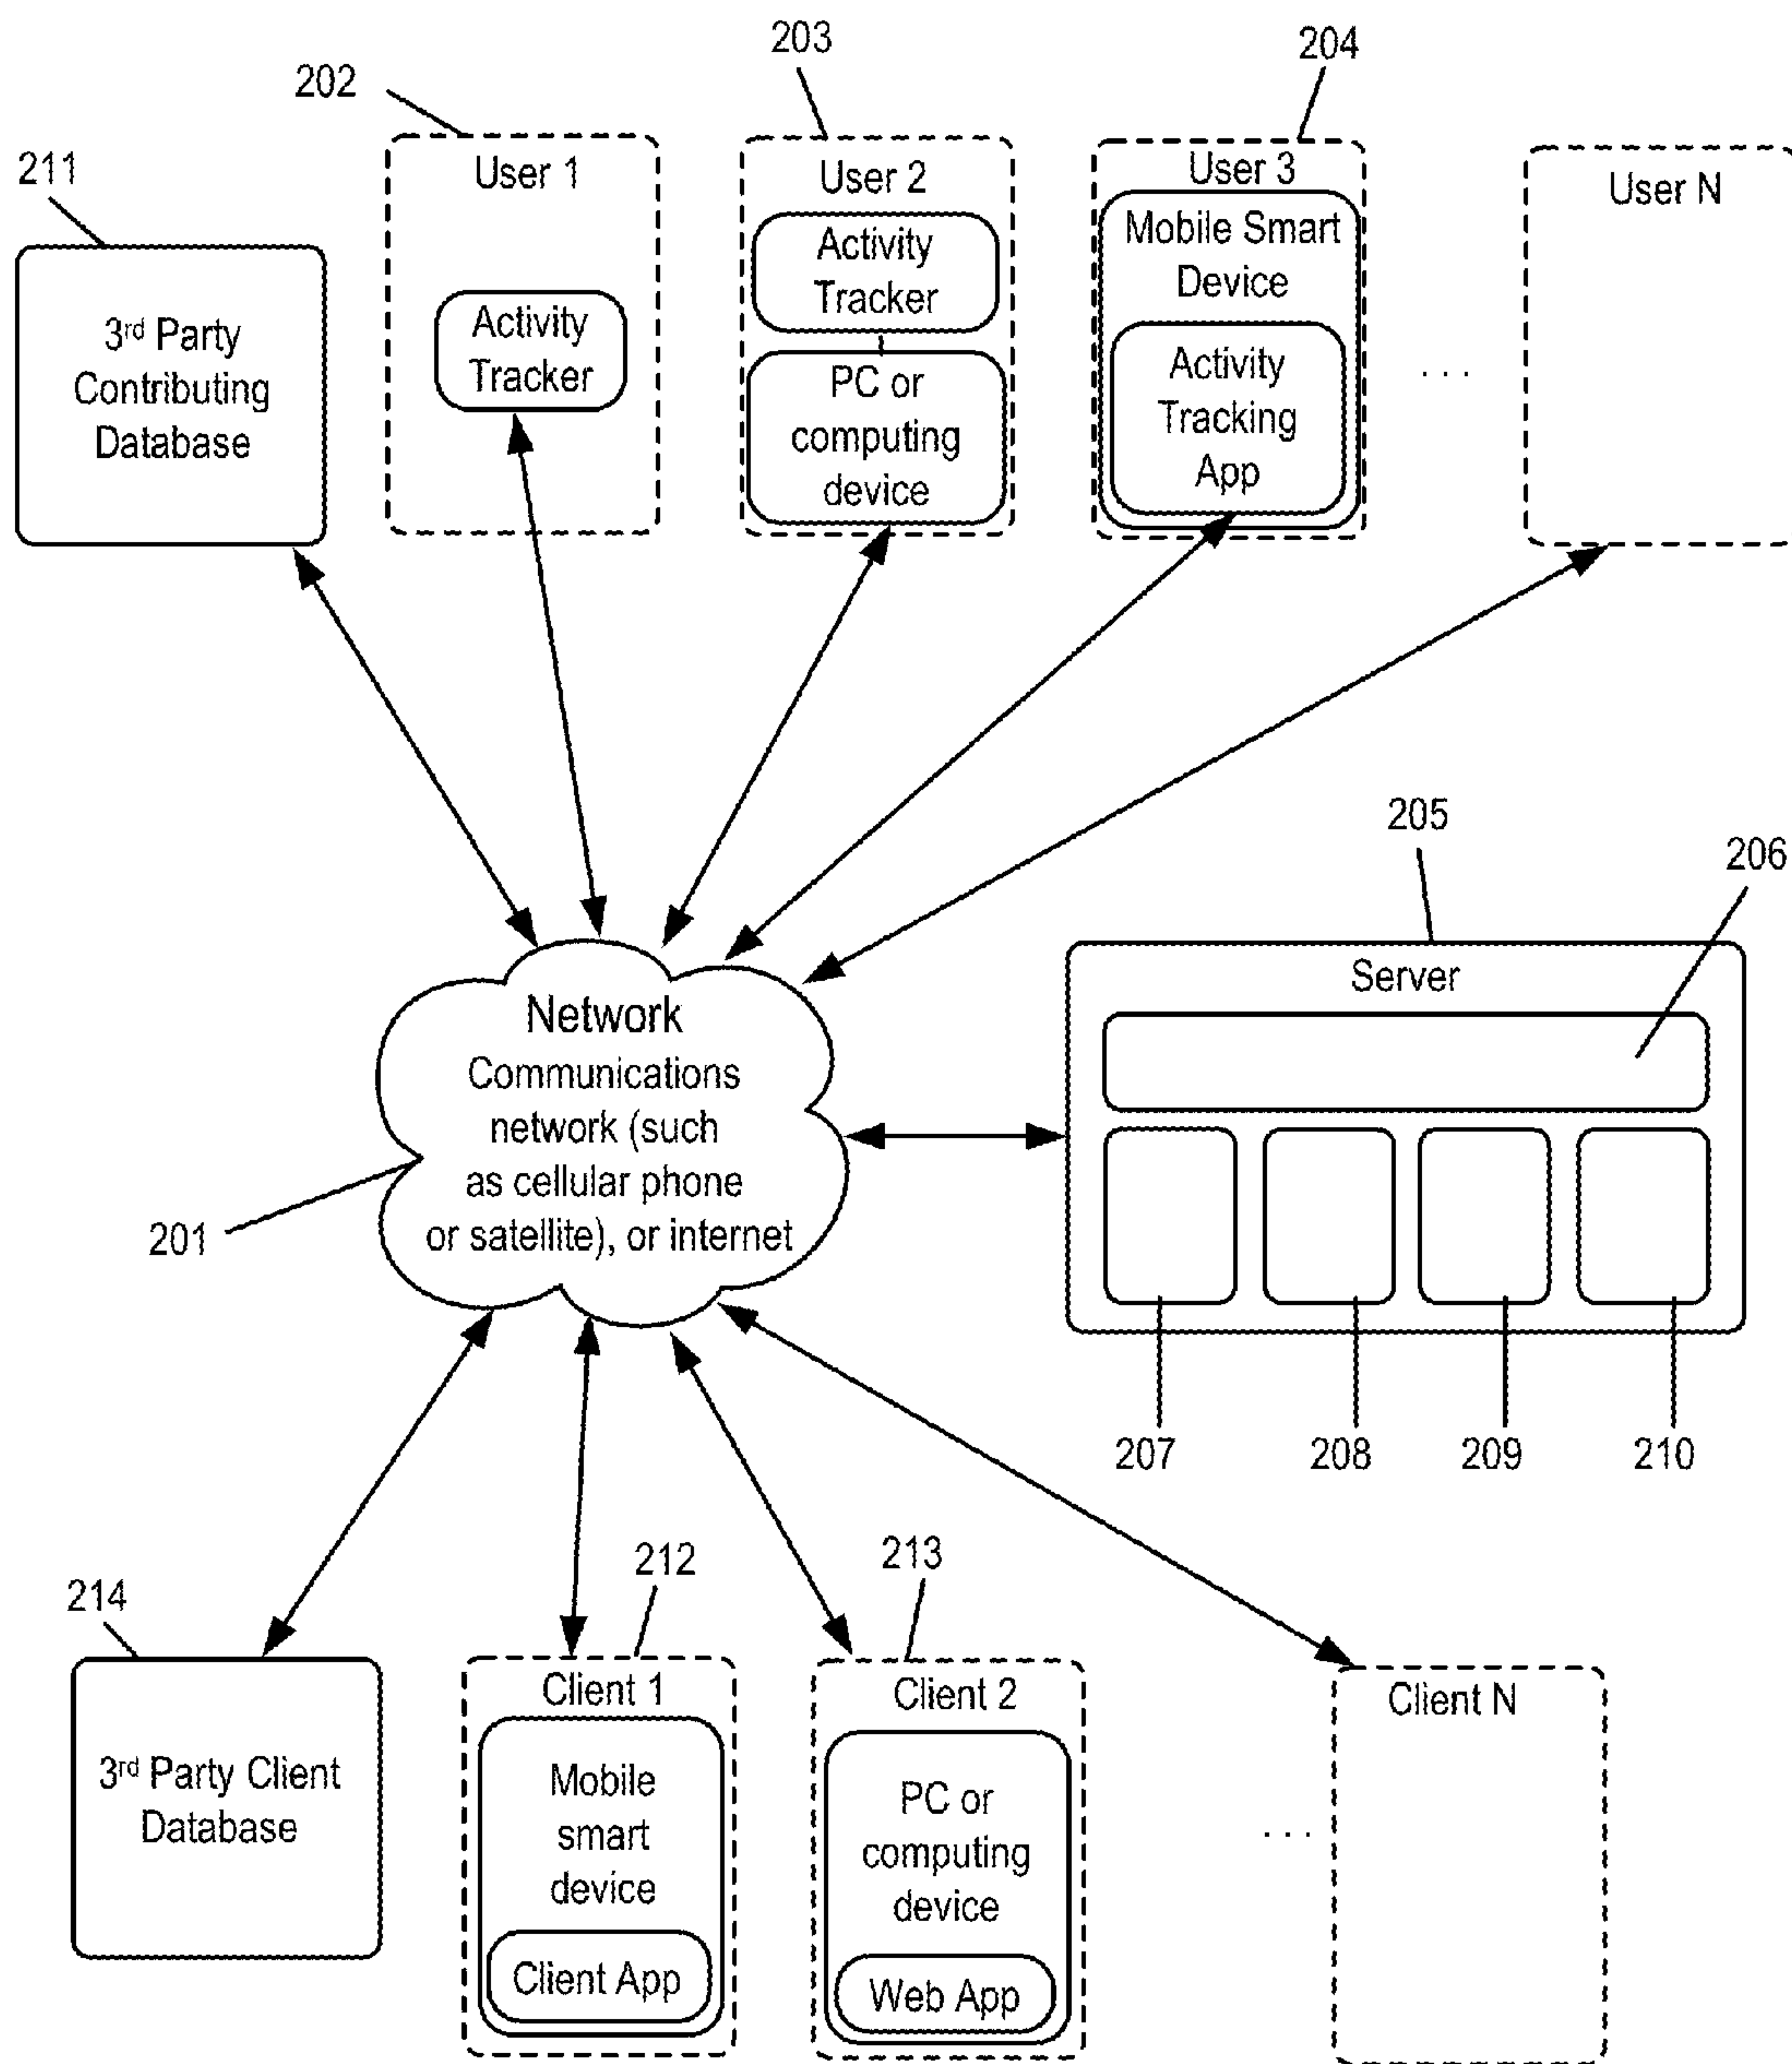 203
204
202
211
User 1
User 2
User 3
User N
Activity
Tracker
Activity
Tracker
PC or
computing
device
Mobile Smart
Device
Activity
Tracking
App
. . .
3rd Party
Contributing
Database
205
206
Server
Network
Communications
network (such
as cellular phone
or satellite), or internet
201
207
208
209
210
212
213
214
3rd Party Client
Database
Client 1
Mobile
smart
device
Client App
Client 2
PC or
computing
device
Web App
. . .
Client N